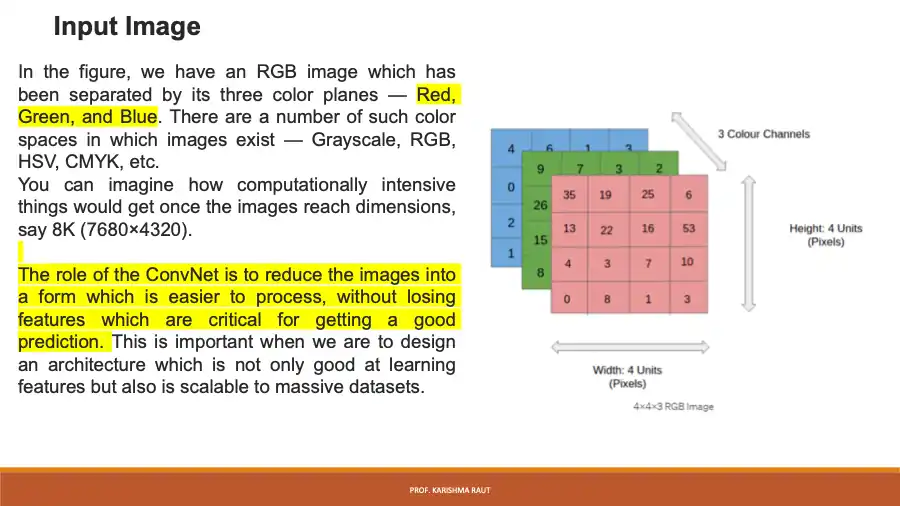 Input Image
In the figure, we have an RGB image which has
been separated by its three color planes — Red,
Green, and Blue. There are a number of such color
spaces in which images exist — Grayscale, RGB,
HSV, CMYK, etc.
You can imagine how computationally intensive
things would get once the images reach dimensions,
say 8K (7680×4320).
The role of the ConvNet is to reduce the images into
a form which is easier to process, without losing
features which are critical for getting a good
prediction. This is important when we are to design
an architecture which is not only good at learning
features but also is scalable to massive datasets.
3 Colour Channels
4 6 1 3
0
2
1
9 7 3 2
26
15
8
35 19 25 6
13 22 16 53
4 3 7 10
0 8 1 3
Height: 4 Units
(Pixels)
Width: 4 Units
(Pixels)
4×4×3 RGB Image
PROF. KARISHMA RAUT